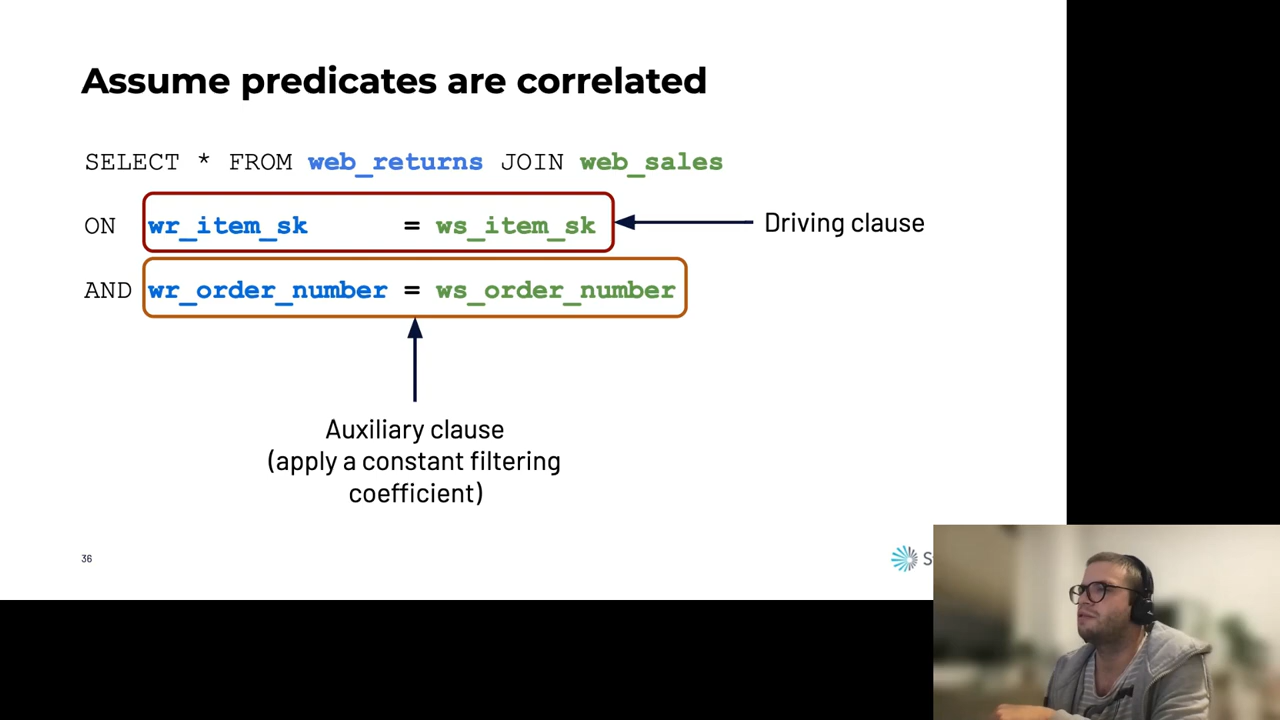 Assume predicates are correlated
SELECT * FROM web_returns JOIN web_sales
ON wr_item_sk = ws_item_sk
Driving clause
AND wr_order_number = ws_order_number
Auxiliary clause
(apply a constant filtering
coefficient)
36